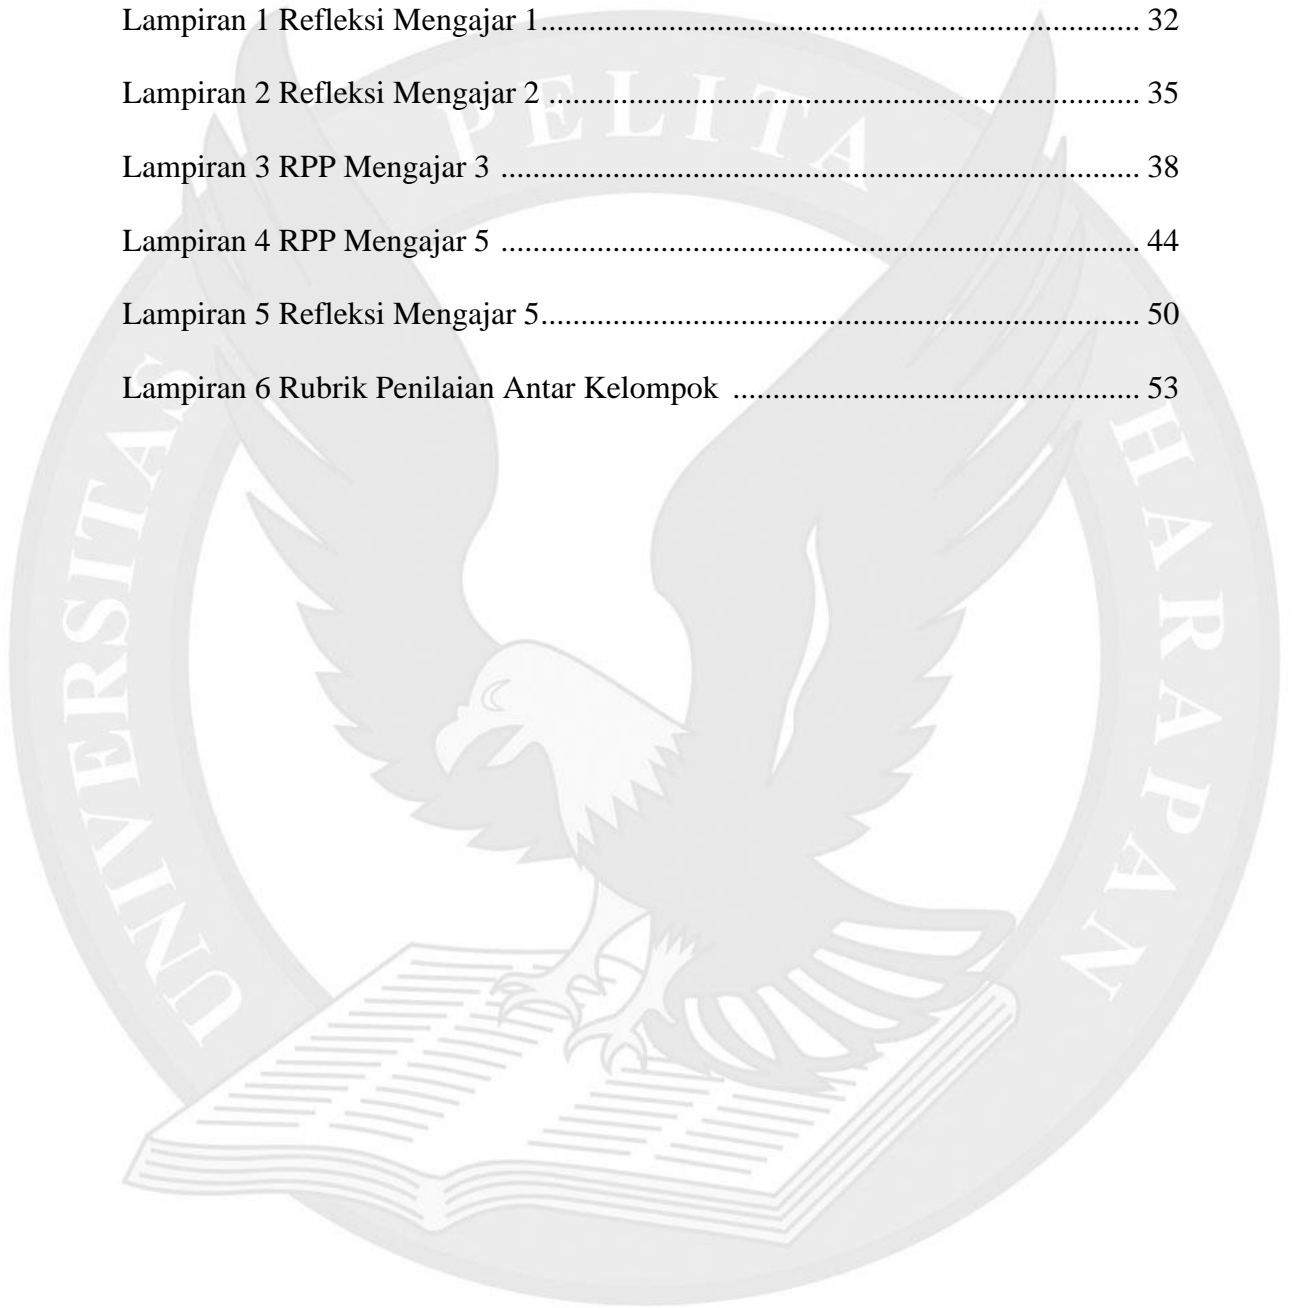 Lampiran 1 Refleksi Mengajar 1.......................................................................... 32
Lampiran 2 Refleksi Mengajar 2 ......................................................................... 35
Lampiran 3 RPP Mengajar 3 ............................................................................... 38
Lampiran 4 RPP Mengajar 5 ............................................................................... 44
Lampiran 5 Refleksi Mengajar 5.......................................................................... 50
Lampiran 6 Rubrik Penilaian Antar Kelompok .................................................. 53
UNIVERSITAS PELITA HARAPAN